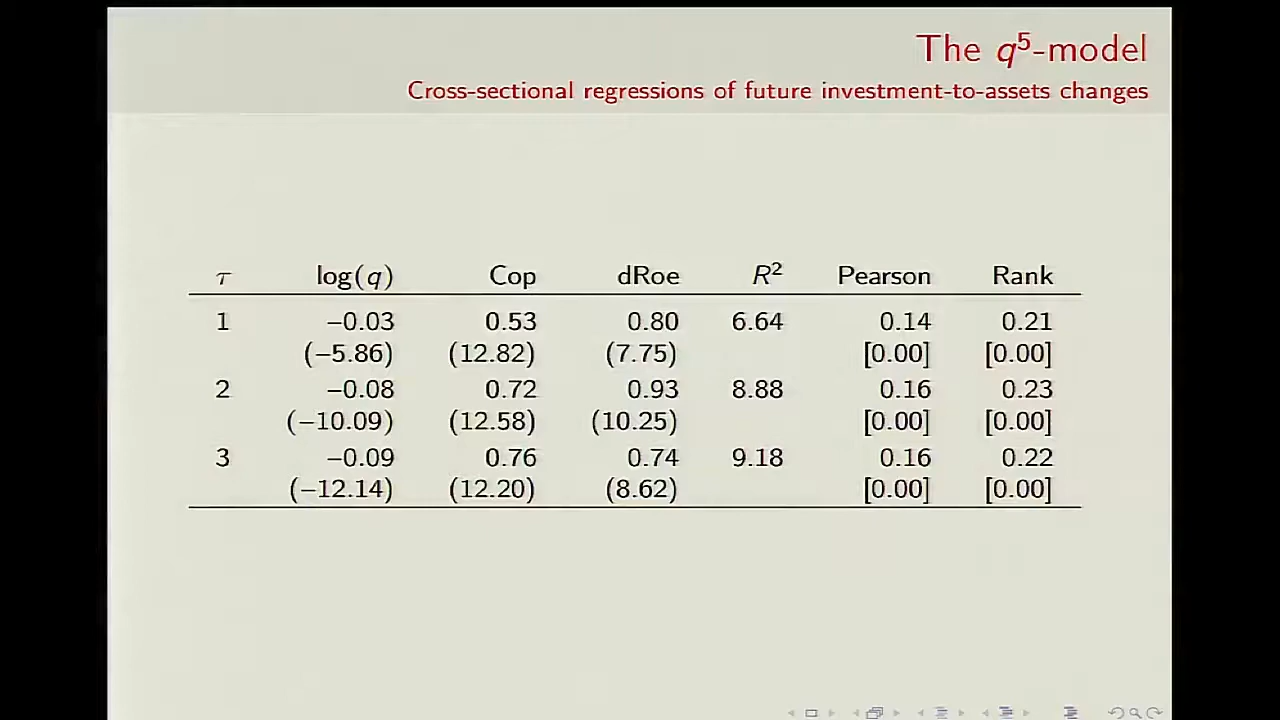 The q⁵-model
Cross-sectional regressions of future investment-to-assets changes
τ log(q) Cop dRoe R² Pearson Rank
1 −0.03 0.53 0.80 6.64 0.14 0.21
(−5.86) (12.82) (7.75) [0.00] [0.00]
2 −0.08 0.72 0.93 8.88 0.16 0.23
(−10.09) (12.58) (10.25) [0.00] [0.00]
3 −0.09 0.76 0.74 9.18 0.16 0.22
(−12.14) (12.20) (8.62) [0.00] [0.00]